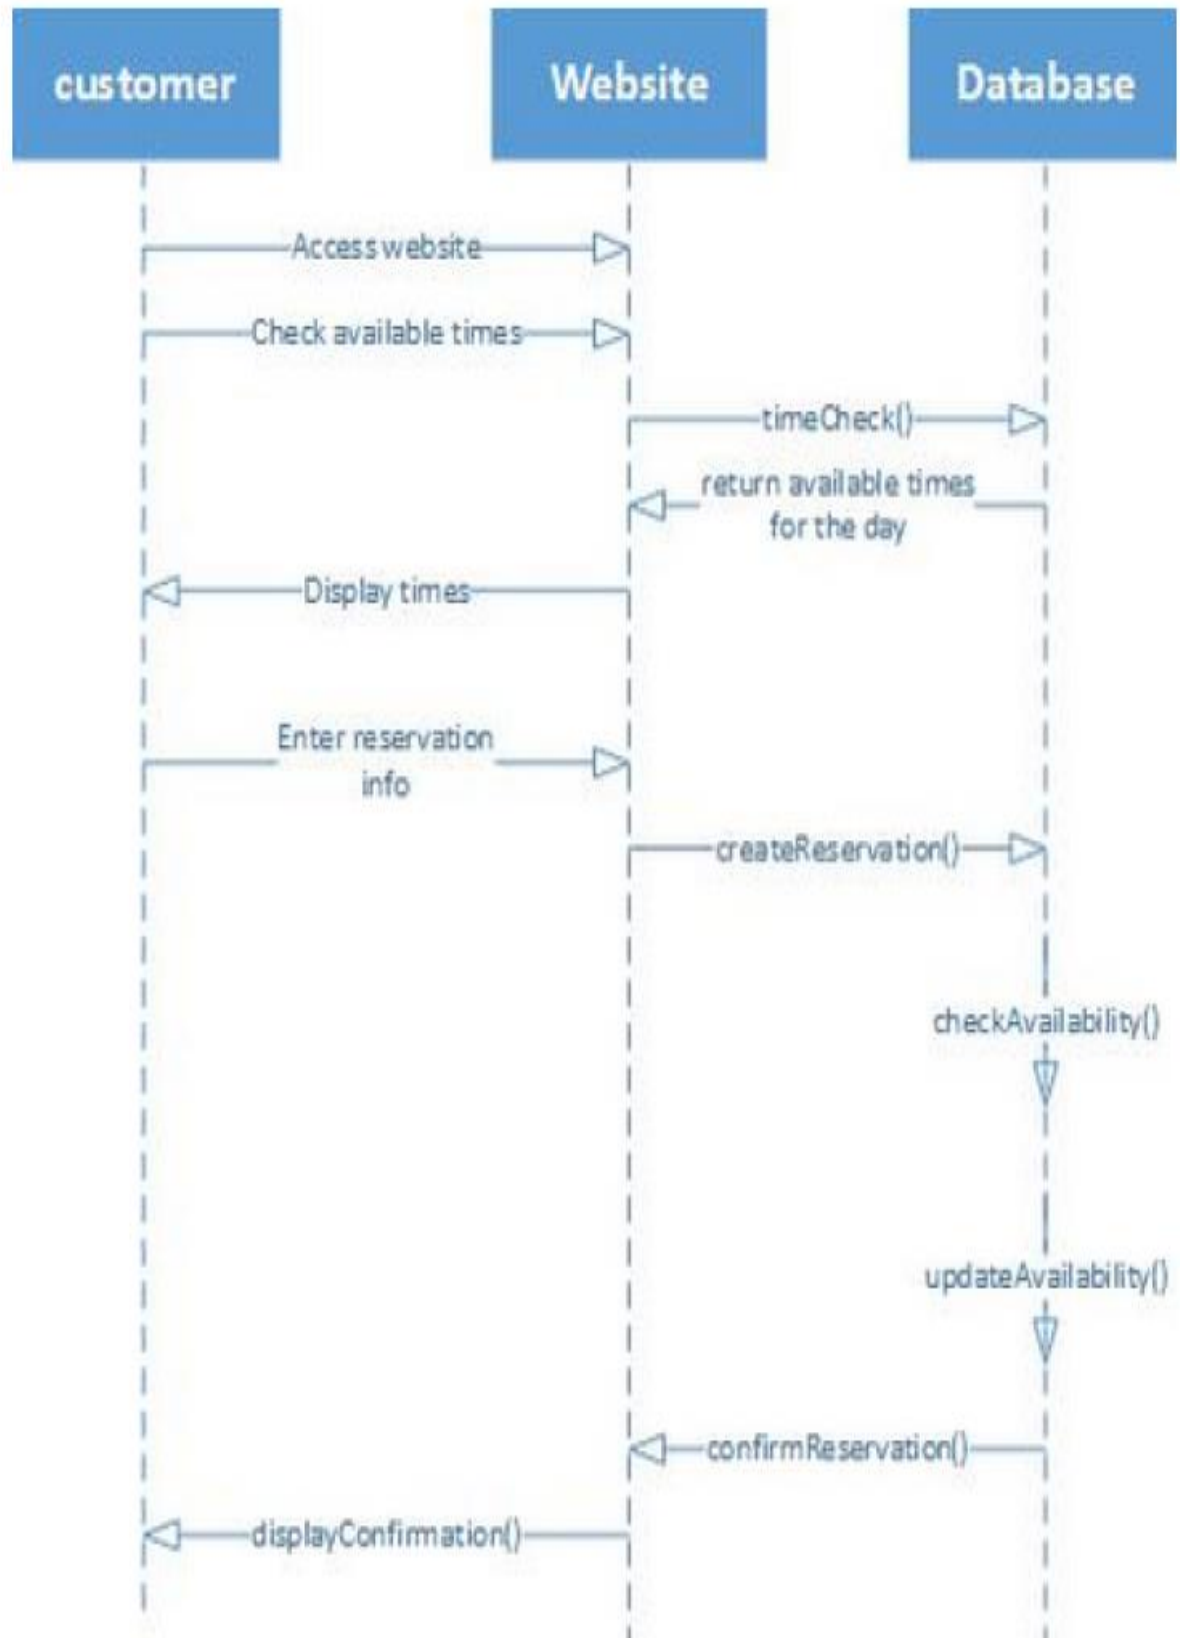 customer
Website
Database
Access website
Check available times
timeCheck()
return available times
for the day
Display times
Enter reservation
info
createReservation()
checkAvailability()
updateAvailability()
confirmReservation()
displayConfirmation()